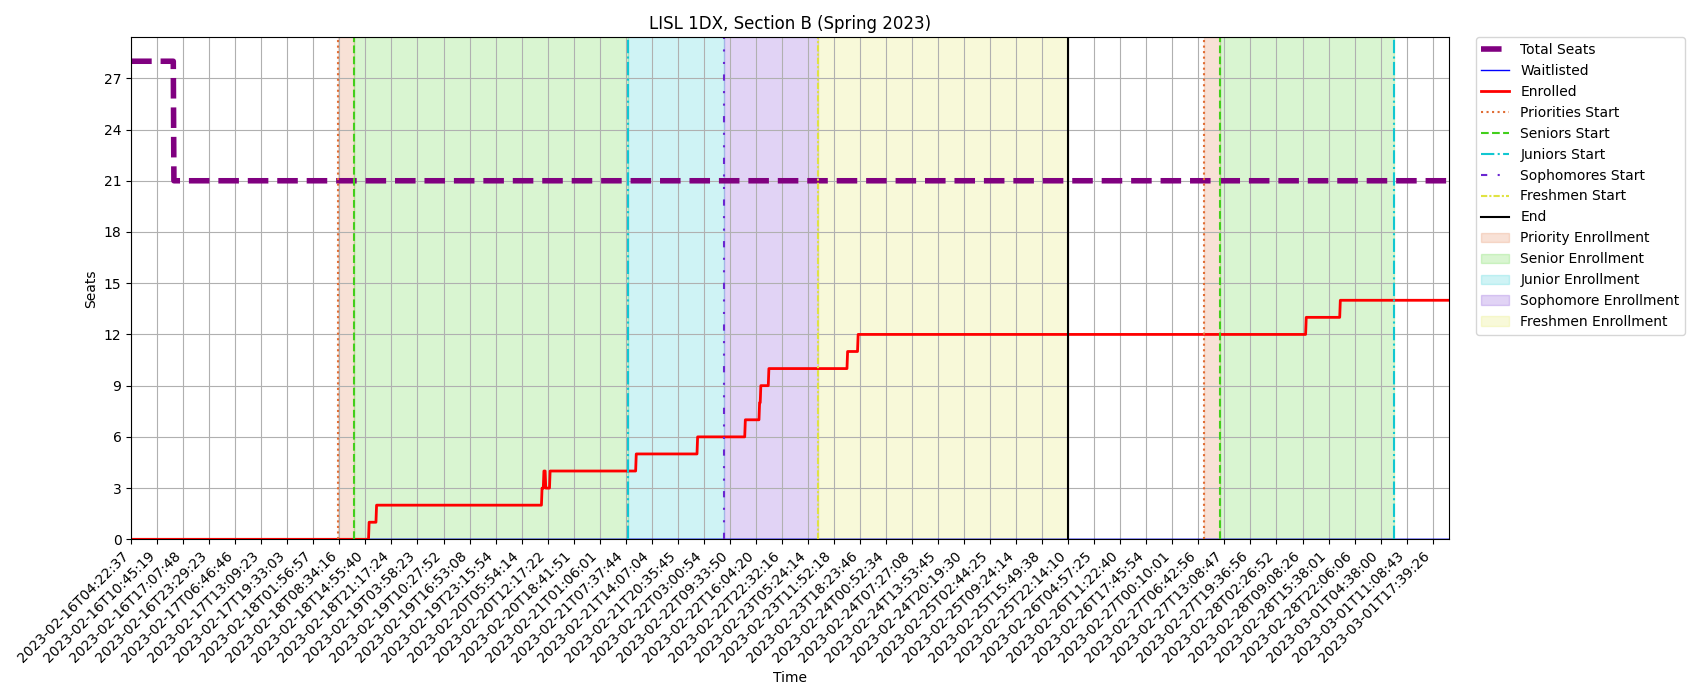 LISL 1DX, Section B (Spring 2023)
Seats
27
24
21
18
15
12
9
6
3
0
2023-02-16T04:22:37
2023-02-16T10:45:19
2023-02-16T17:07:48
2023-02-16T23:29:23
2023-02-17T06:46:46
2023-02-17T13:09:23
2023-02-17T19:33:03
2023-02-18T01:56:57
2023-02-18T08:34:16
2023-02-18T14:55:40
2023-02-18T21:17:24
2023-02-19T03:58:23
2023-02-19T10:27:52
2023-02-19T16:53:08
2023-02-19T23:15:54
2023-02-20T05:54:14
2023-02-20T12:17:22
2023-02-20T18:41:51
2023-02-21T01:06:01
2023-02-21T07:37:44
2023-02-21T14:07:04
2023-02-21T20:35:45
2023-02-22T03:00:54
2023-02-22T09:33:50
2023-02-22T16:04:20
2023-02-22T22:32:16
2023-02-23T05:24:14
2023-02-23T11:52:18
2023-02-23T18:23:46
2023-02-24T00:52:34
2023-02-24T07:27:08
2023-02-24T13:53:45
2023-02-24T20:19:30
2023-02-25T02:44:25
2023-02-25T09:24:14
2023-02-25T15:49:38
2023-02-25T22:14:10
2023-02-26T04:57:25
2023-02-26T11:22:40
2023-02-26T17:45:54
2023-02-27T00:10:01
2023-02-27T06:42:56
2023-02-27T13:08:47
2023-02-27T19:36:56
2023-02-28T02:26:52
2023-02-28T09:08:26
2023-02-28T15:38:01
2023-02-28T22:06:06
2023-03-01T04:38:00
2023-03-01T11:08:43
2023-03-01T17:39:26
Time
Total Seats
Waitlisted
Enrolled
Priorities Start
Seniors Start
Juniors Start
Sophomores Start
Freshmen Start
End
Priority Enrollment
Senior Enrollment
Junior Enrollment
Sophomore Enrollment
Freshmen Enrollment